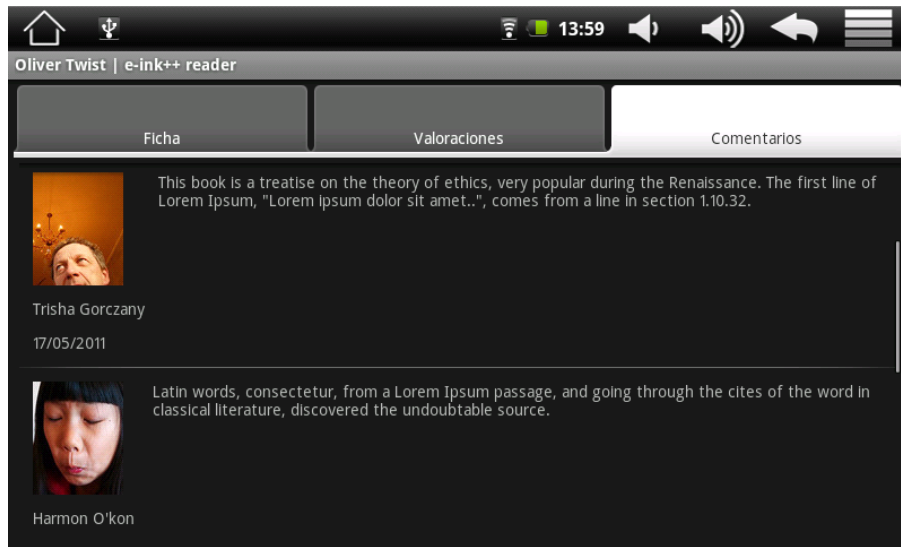 13:59
Oliver Twist | e-ink++ reader
Ficha
Valoraciones
Comentarios
This book is a treatise on the theory of ethics, very popular during the Renaissance. The first line of
Lorem Ipsum, "Lorem ipsum dolor sit amet..", comes from a line in section 1.10.32.
Trisha Gorczany
17/05/2011
Latin words, consectetur, from a Lorem Ipsum passage, and going through the cites of the word in
classical literature, discovered the undoubtable source.
Harmon O'kon